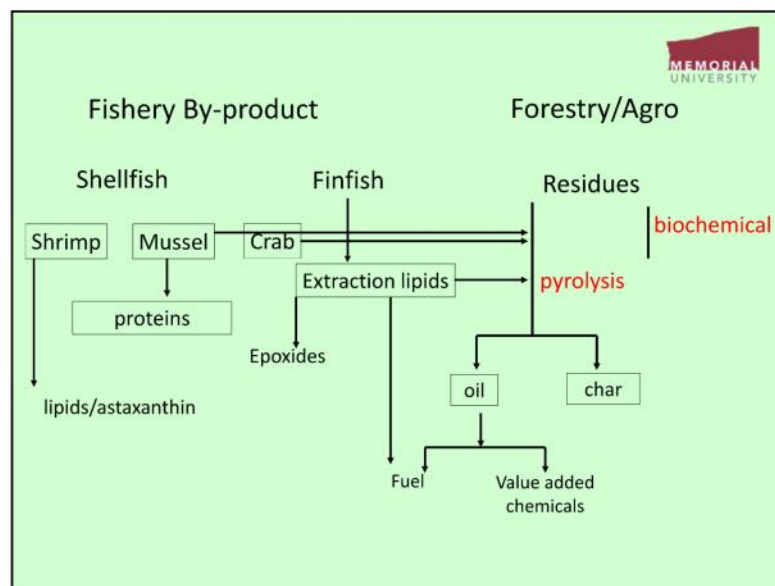 MEMORIAL
UNIVERSITY
Fishery By-product
Forestry/Agro
Shellfish
Finfish
Residues
Shrimp
Mussel
Crab
biochemical
Extraction lipids
pyrolysis
proteins
Epoxides
oil
char
lipids/astaxanthin
Fuel
Value added
chemicals